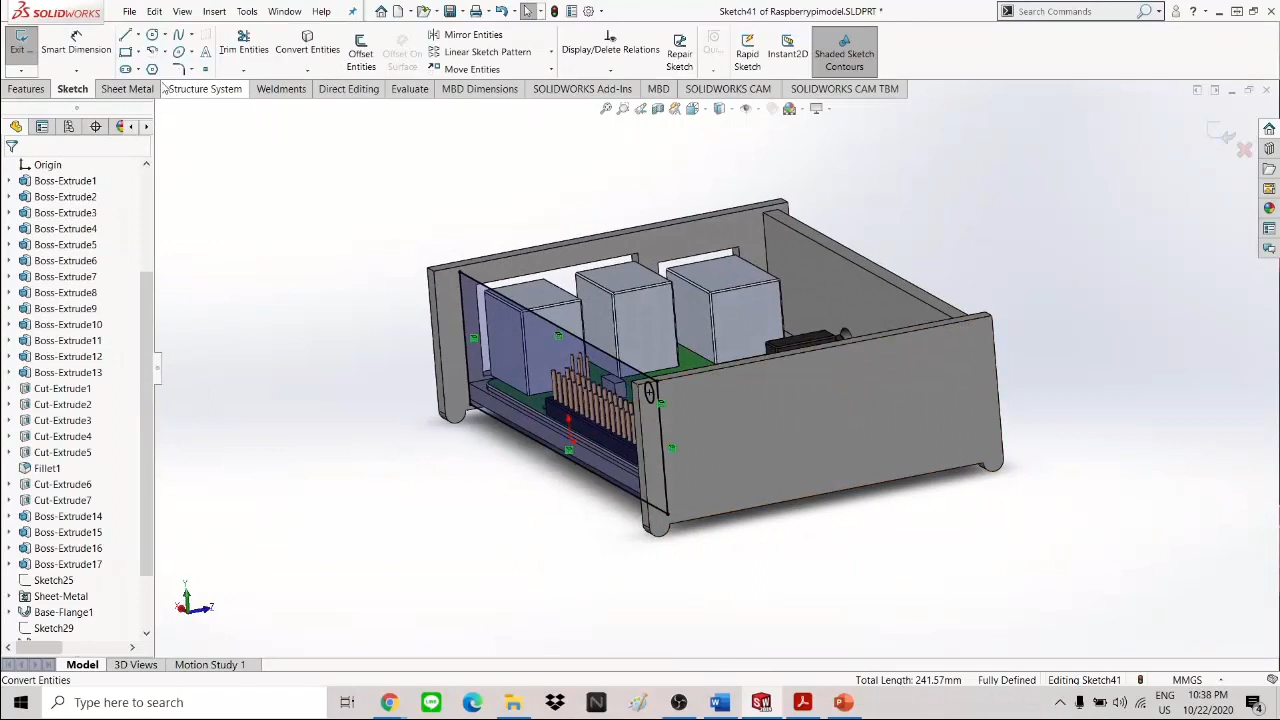 SOLIDWORKS File Edit View Insert Tools Window Help Sketch41 of Raspberrypimodel.SLDPRT * Search Commands
Exit ... Smart Dimension Trim Entities Convert Entities Offset Entities Offset On Surface Mirror Entities Linear Sketch Pattern Move Entities Display/Delete Relations Repair Sketch Qui... Rapid Sketch Instant2D Shaded Sketch Contours
Features Sketch Sheet Metal Structure System Weldments Direct Editing Evaluate MBD Dimensions SOLIDWORKS Add-Ins MBD SOLIDWORKS CAM SOLIDWORKS CAM TBM
Origin
Boss-Extrude1
Boss-Extrude2
Boss-Extrude3
Boss-Extrude4
Boss-Extrude5
Boss-Extrude6
Boss-Extrude7
Boss-Extrude8
Boss-Extrude9
Boss-Extrude10
Boss-Extrude11
Boss-Extrude12
Boss-Extrude13
Cut-Extrude1
Cut-Extrude2
Cut-Extrude3
Cut-Extrude4
Cut-Extrude5
Fillet1
Cut-Extrude6
Cut-Extrude7
Boss-Extrude14
Boss-Extrude15
Boss-Extrude16
Boss-Extrude17
Sketch25
Sheet-Metal
Base-Flange1
Sketch29
Y
X Z
Model 3D Views Motion Study 1
Convert Entities Total Length: 241.57mm Fully Defined Editing Sketch41 MMGS
Type here to search ENG 10:38 PM
US 10/22/2020 4